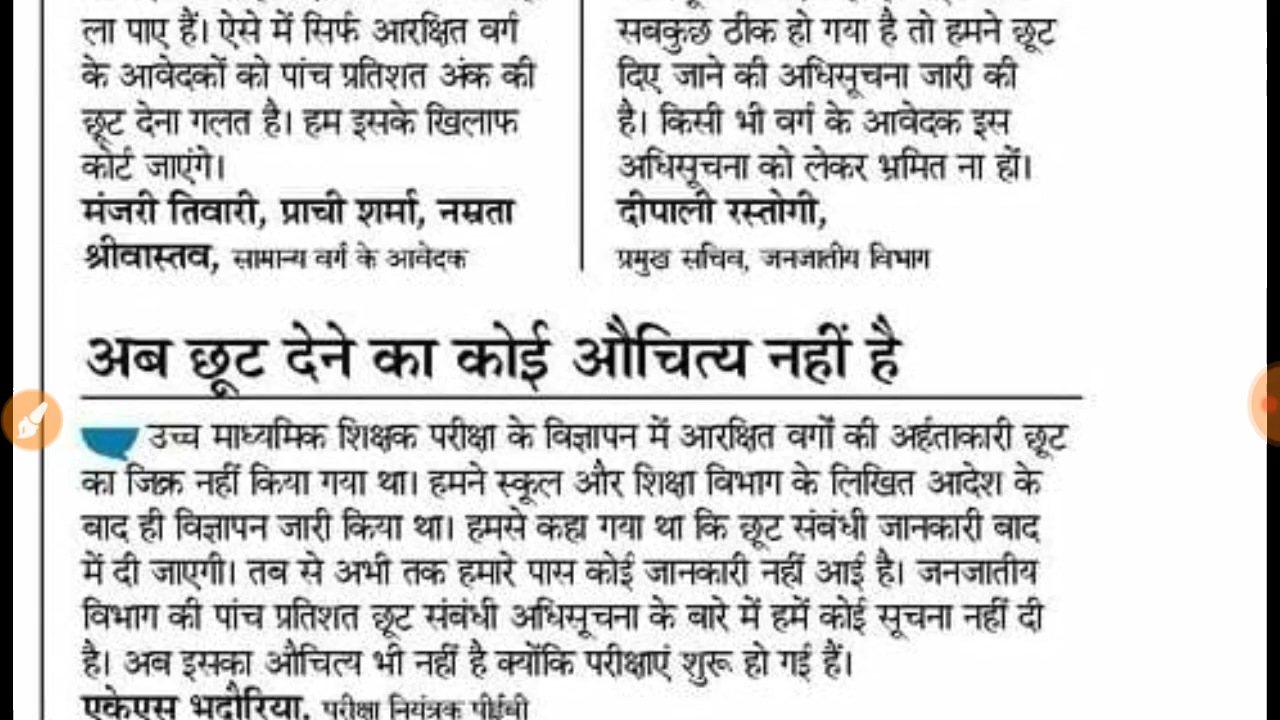 ला पाए हैं। ऐसे में सिर्फ आरक्षित वर्ग
के आवेदकों को पांच प्रतिशत अंक की
छूट देना गलत है। हम इसके खिलाफ
कोर्ट जाएंगे।
मंजरी तिवारी, प्राची शर्मा, नम्रता
श्रीवास्तव, सामान्य वर्ग के आवेदक
सबकुछ ठीक हो गया है तो हमने छूट
दिए जाने की अधिसूचना जारी की
है। किसी भी वर्ग के आवेदक इस
अधिसूचना को लेकर भ्रमित ना हों।
दीपाली रस्तोगी,
प्रमुख सचिव, जनजातीय विभाग
अब छूट देने का कोई औचित्य नहीं है
उच्च माध्यमिक शिक्षक परीक्षा के विज्ञापन में आरक्षित वर्गों की अर्हताकारी छूट
का जिक्र नहीं किया गया था। हमने स्कूल और शिक्षा विभाग के लिखित आदेश के
बाद ही विज्ञापन जारी किया था। हमसे कहा गया था कि छूट संबंधी जानकारी बाद
में दी जाएगी। तब से अभी तक हमारे पास कोई जानकारी नहीं आई है। जनजातीय
विभाग की पांच प्रतिशत छूट संबंधी अधिसूचना के बारे में हमें कोई सूचना नहीं दी
है। अब इसका औचित्य भी नहीं है क्योंकि परीक्षाएं शुरू हो गई हैं।
एकेएस भदौरिया, परीक्षा नियंत्रक पीईबी